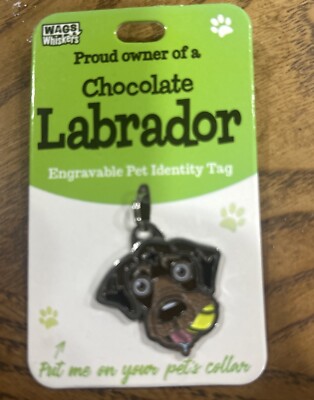 WAGS
Whiskers
Proud owner of a
Chocolate
Labrador
Engravable Pet Identity Tag
Put me on your pet's collar